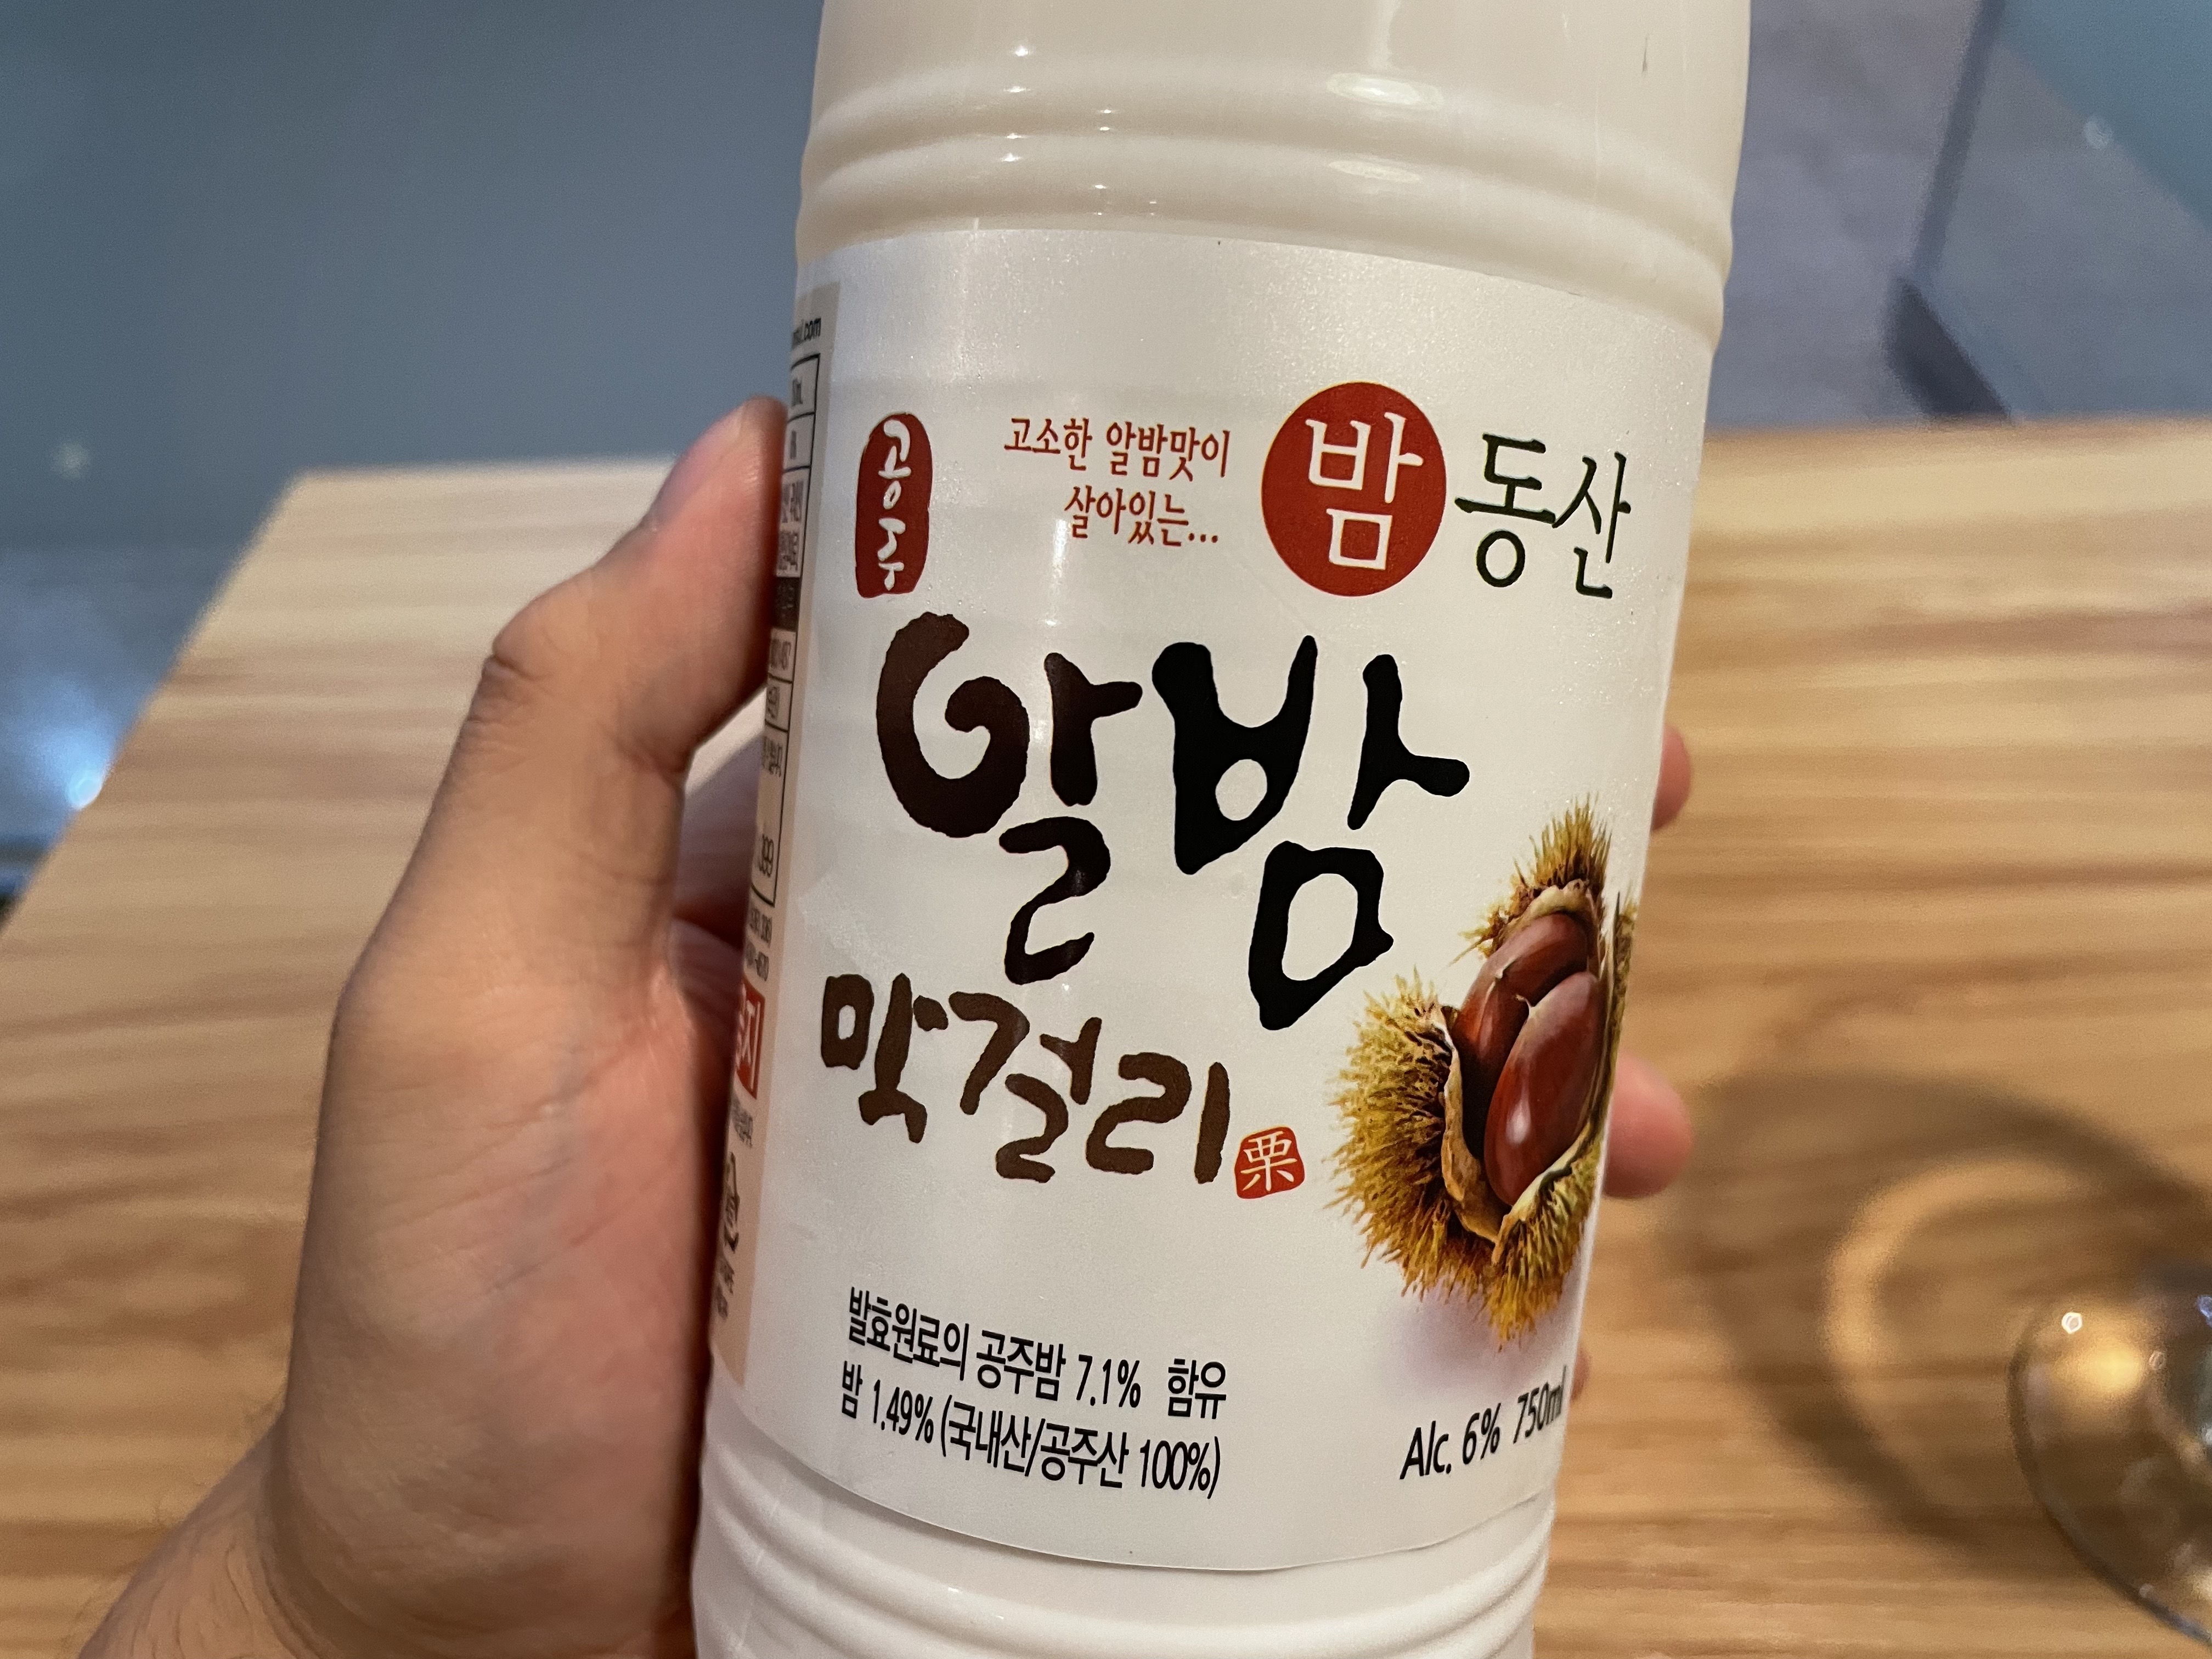 공주
고소한 알밤맛이
살아있는...
밤동산
알밤
막걸리
栗
발효원료의 공주밤 7.1% 함유
밤 1.49% (국내산/공주산 100%)
Alc. 6% 750ml